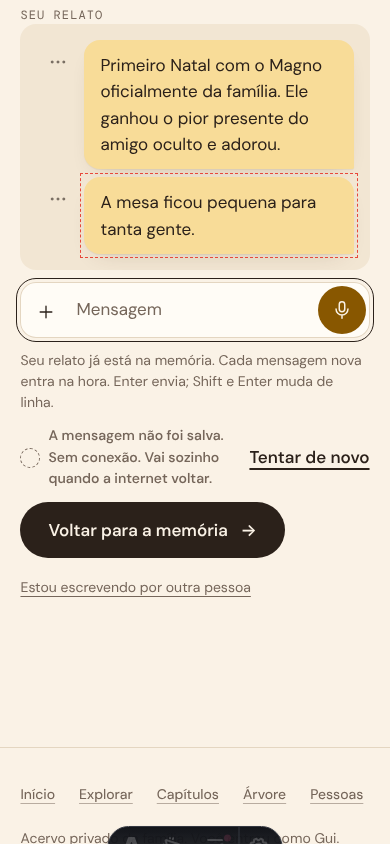 SEU RELATO
Primeiro Natal com o Magno
oficialmente da família. Ele
ganhou o pior presente do
amigo oculto e adorou.
A mesa ficou pequena para
tanta gente.
Mensagem
Seu relato já está na memória. Cada mensagem nova
entra na hora. Enter envia; Shift e Enter muda de
linha.
A mensagem não foi salva.
Sem conexão. Vai sozinho
quando a internet voltar.
Tentar de novo
Voltar para a memória →
Estou escrevendo por outra pessoa
Início Explorar Capítulos Árvore Pessoas
Acervo Gui.